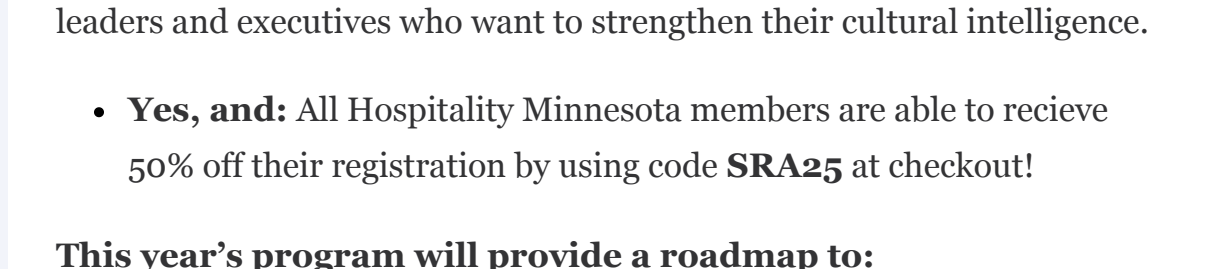 leaders and executives who want to strengthen their cultural intelligence.
• Yes, and: All Hospitality Minnesota members are able to recieve
50% off their registration by using code SRA25 at checkout!
This year’s program will provide a roadmap to: